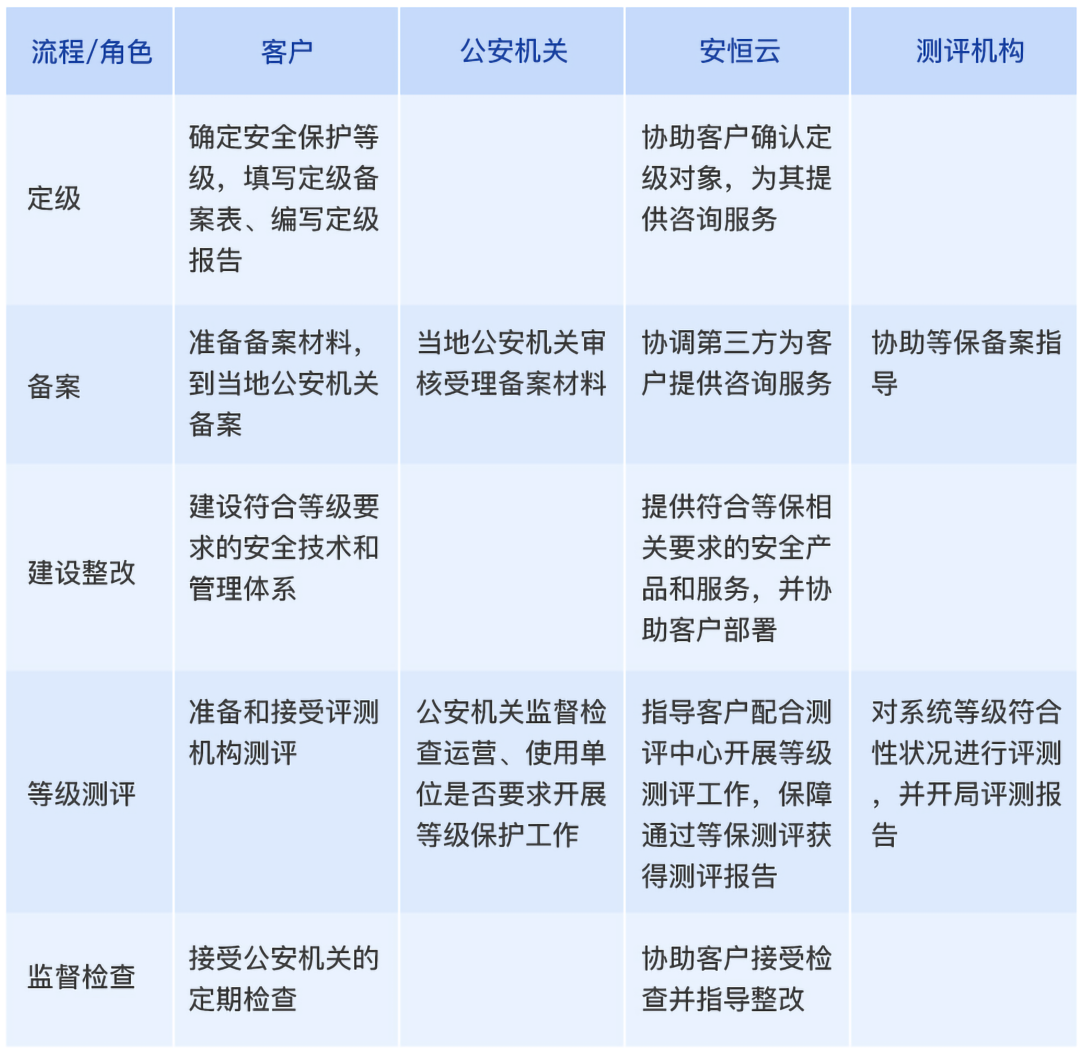 流程/角色
客户
公安机关
安恒云
测评机构
定级
确定安全保护等
级，填写定级备
案表、编写定级
报告
协助客户确认定
级对象，为其提
供咨询服务
备案
准备备案材料，
到当地公安机关
备案
当地公安机关审
核受理备案材料
协调第三方为客
户提供咨询服务
协助等保备案指
导
建设整改
建设符合等级要
求的安全技术和
管理体系
提供符合等保相
关要求的安全产
品和服务，并协
助客户部署
等级测评
准备和接受评测
机构测评
公安机关监督检
查运营、使用单
位是否要求开展
等级保护工作
指导客户配合测
评中心开展等级
测评工作，保障
通过等保测评获
得测评报告
对系统等级符合
性状况进行评测
，并开局评测报
告
监督检查
接受公安机关的
定期检查
协助客户接受检
查并指导整改